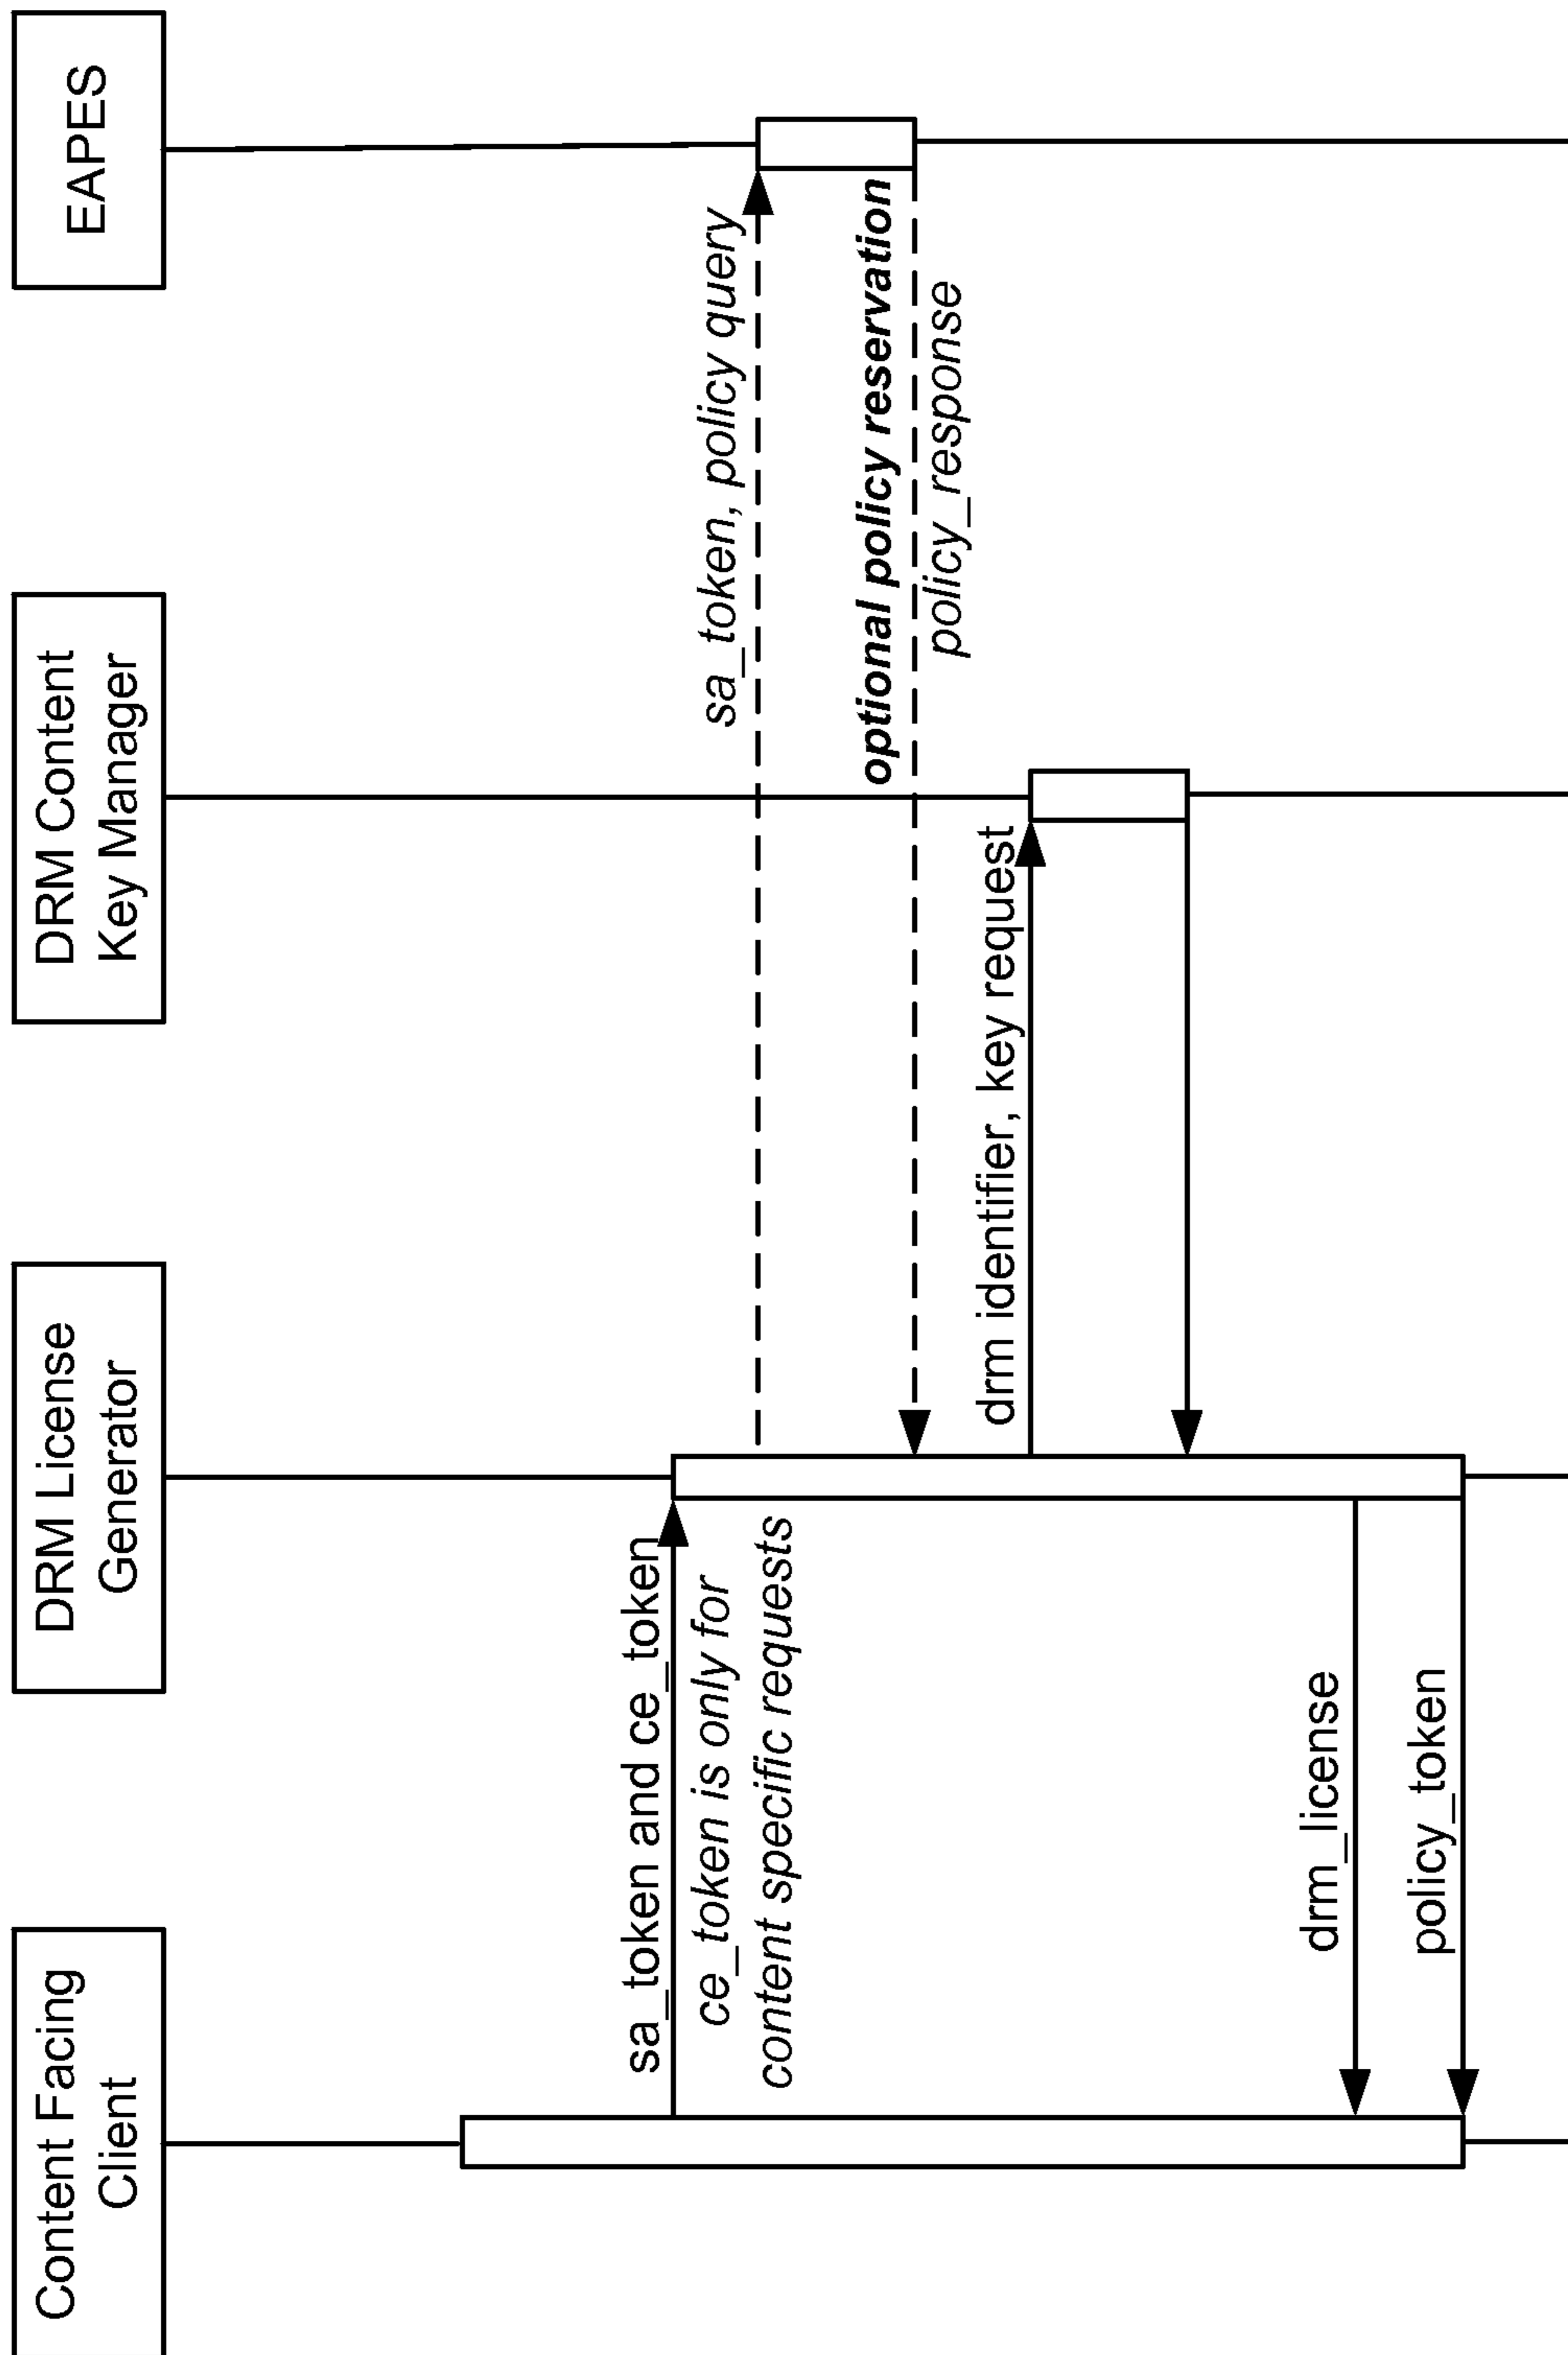 Content Facing
Client
DRM License
Generator
DRM Content
Key Manager
EAPES
sa_token and ce_token
ce_token is only for
content specific requests
sa_token, policy query
optional policy reservation
policy_response
drm identifier, key request
drm_license
policy_token